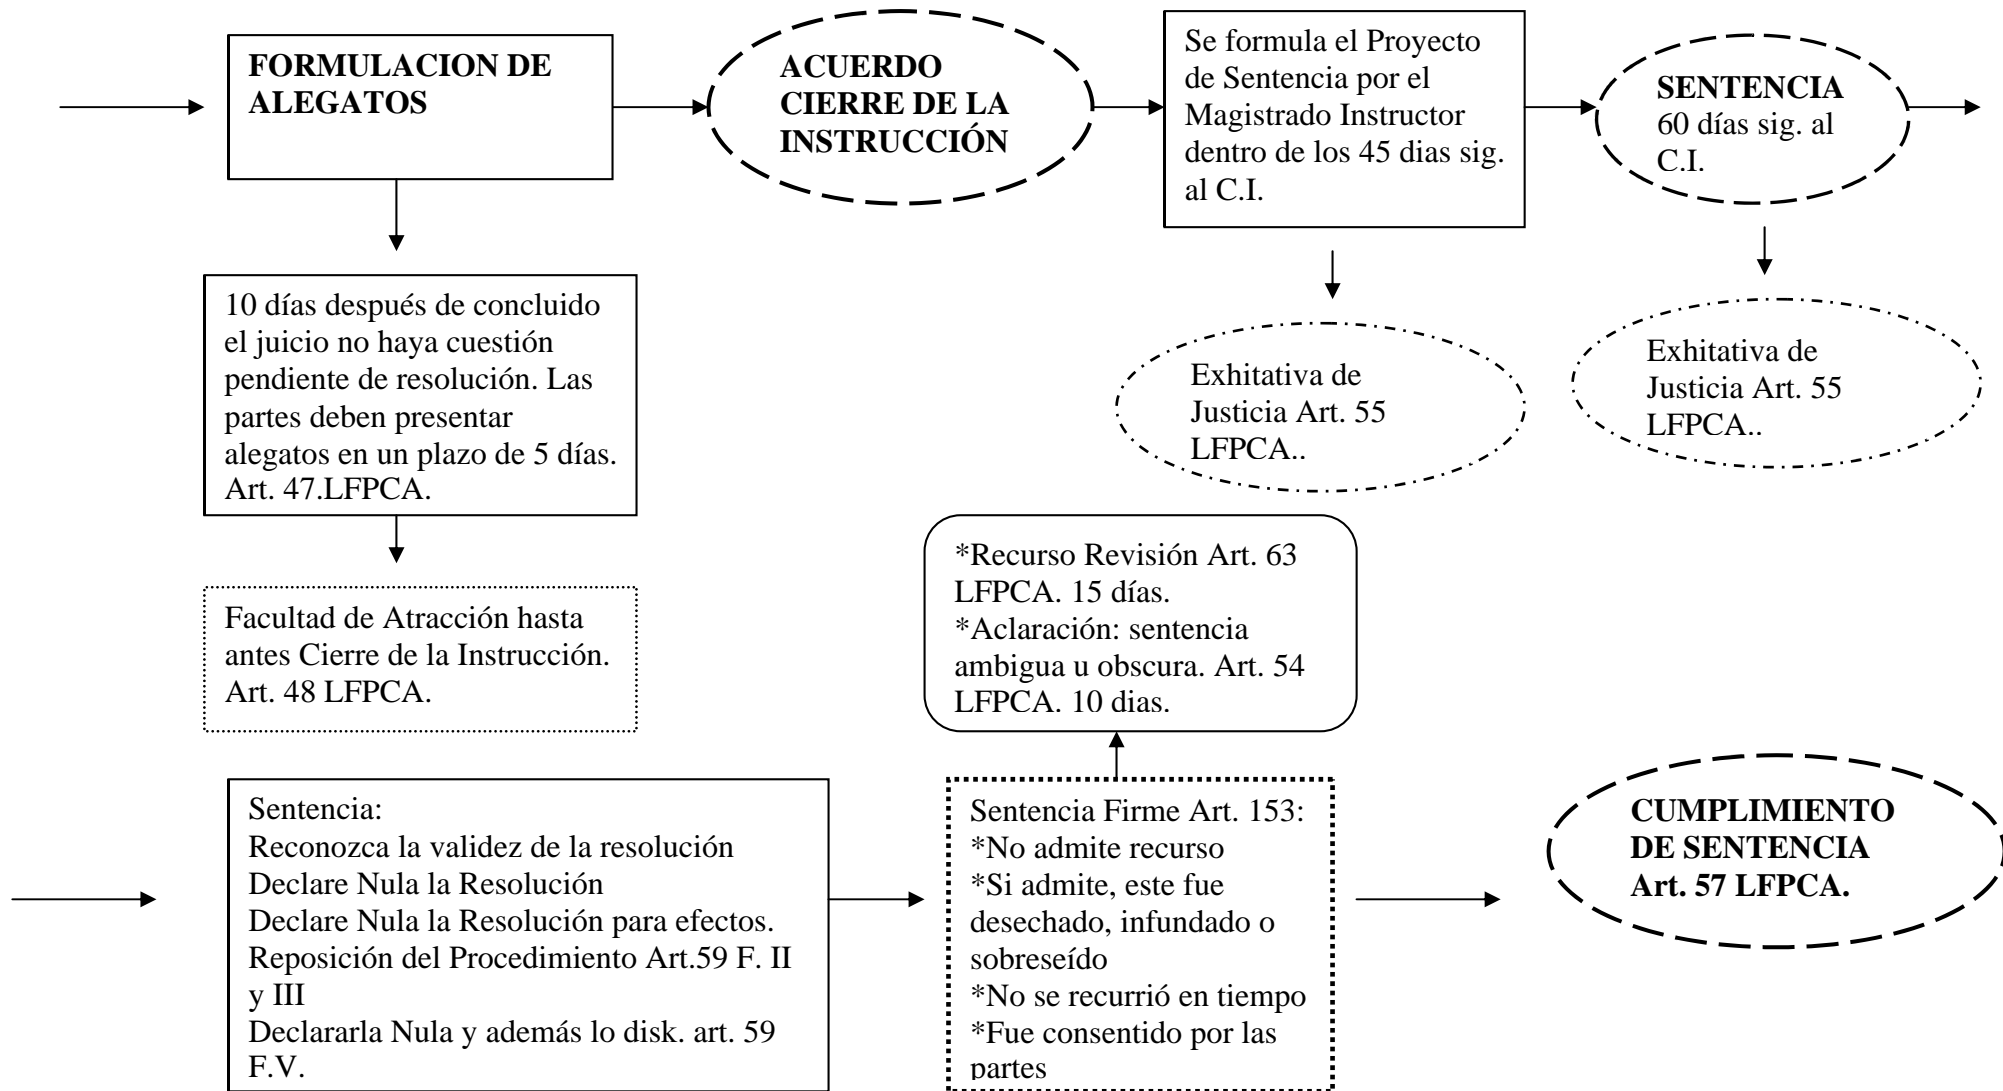 FORMULACION DE
ALEGATOS
ACUERDO
CIERRE DE LA
INSTRUCCIÓN
Se formula el Proyecto
de Sentencia por el
Magistrado Instructor
dentro de los 45 dias sig.
al C.I.
SENTENCIA
60 días sig. al
C.I.
10 días después de concluido
el juicio no haya cuestión
pendiente de resolución. Las
partes deben presentar
alegatos en un plazo de 5 días.
Art. 47.LFPCA.
Exhitativa de
Justicia Art. 55
LFPCA..
Exhitativa de
Justicia Art. 55
LFPCA..
Facultad de Atracción hasta
antes Cierre de la Instrucción.
Art. 48 LFPCA.
*Recurso Revisión Art. 63
LFPCA. 15 días.
*Aclaración: sentencia
ambigua u obscura. Art. 54
LFPCA. 10 dias.
Sentencia:
Reconozca la validez de la resolución
Declare Nula la Resolución
Declare Nula la Resolución para efectos.
Reposición del Procedimiento Art.59 F. II
y III
Declararla Nula y además lo disk. art. 59
F.V.
Sentencia Firme Art. 153:
*No admite recurso
*Si admite, este fue
desechado, infundado o
sobreseído
*No se recurrió en tiempo
*Fue consentido por las
partes
CUMPLIMIENTO
DE SENTENCIA
Art. 57 LFPCA.